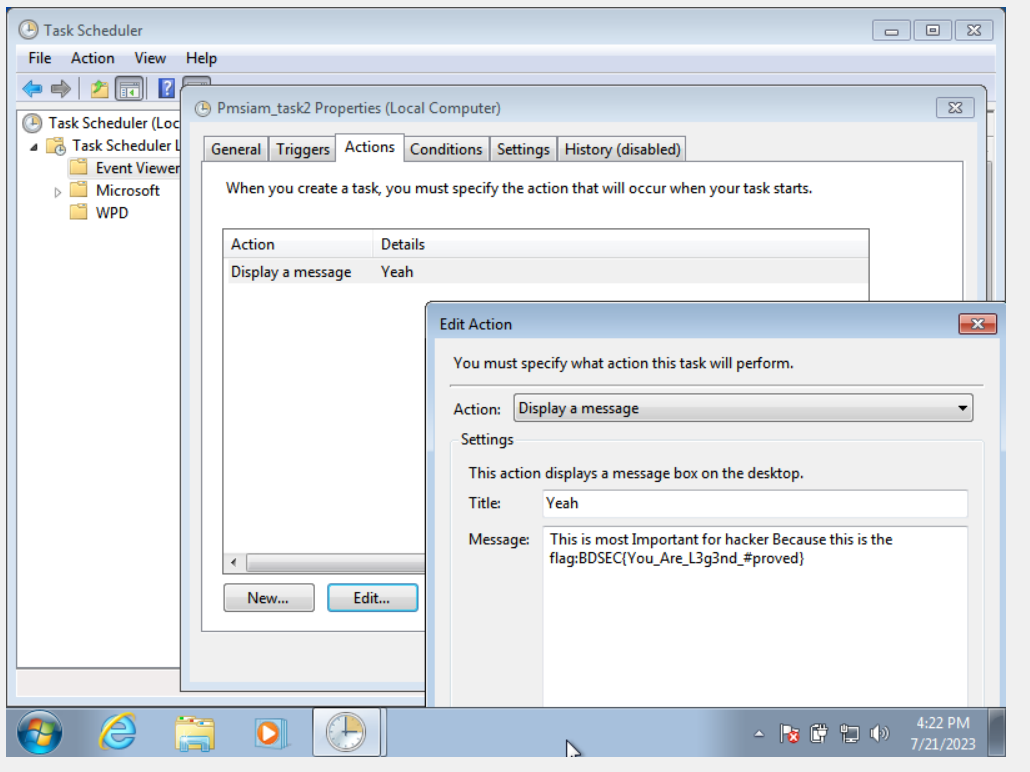 Task Scheduler
File Action View Help
Pmsiam_task2 Properties (Local Computer)
Task Scheduler (Loc
Task Scheduler L
Event Viewer
Microsoft
WPD
General Triggers Actions Conditions Settings History (disabled)
When you create a task, you must specify the action that will occur when your task starts.
Action Details
Display a message Yeah
New... Edit...
Edit Action
You must specify what action this task will perform.
Action: Display a message
Settings
This action displays a message box on the desktop.
Title: Yeah
Message: This is most Important for hacker Because this is the
flag:BDSEC{You_Are_L3g3nd_#proved}
4:22 PM
7/21/2023